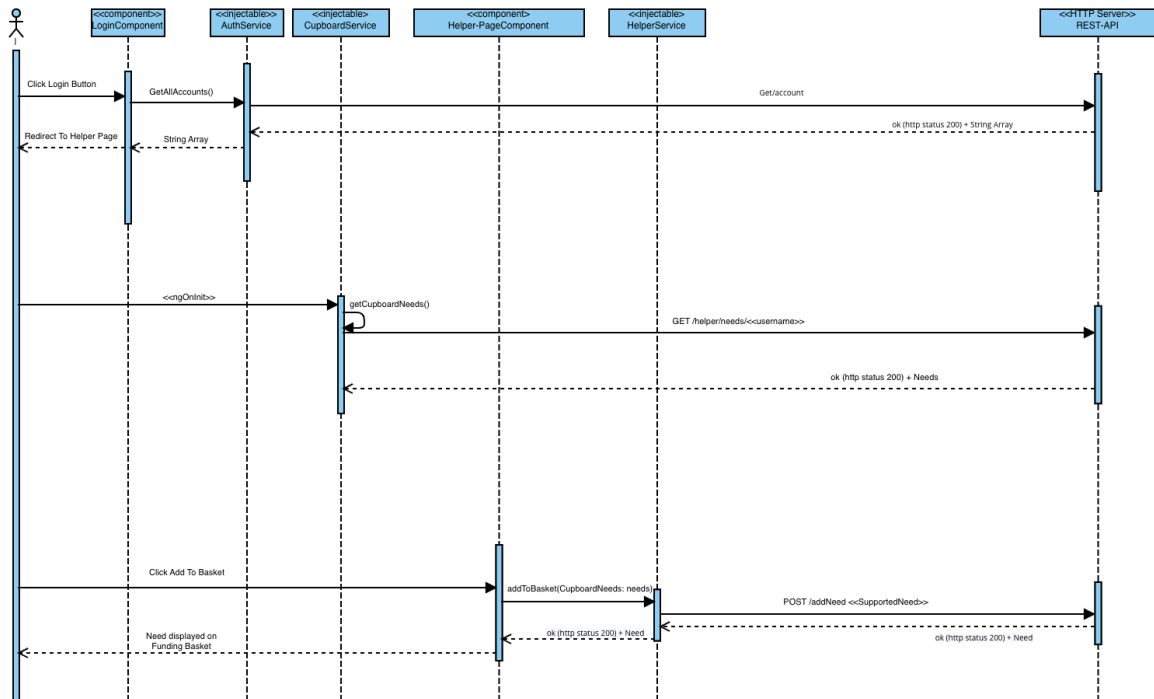 <<component>>
LoginComponent
<<injectable>>
AuthService
<<injectable>
CupboardService
<<component>
Helper-PageComponent
<<injectable>
HelperService
<<HTTP Server>>
REST-API
Click Login Button
GetAllAccounts()
Get/account
ok (http status 200) + String Array
Redirect To Helper Page
String Array
<<ngOnInit>>
getCupboardNeeds()
GET /helper/needs/<<username>>
ok (http status 200) + Needs
Click Add To Basket
addToBasket(CupboardNeeds: needs)
POST /addNeed <<SupportedNeed>>
ok (http status 200) + Need
ok (http status 200) + Need
Need displayed on
Funding Basket